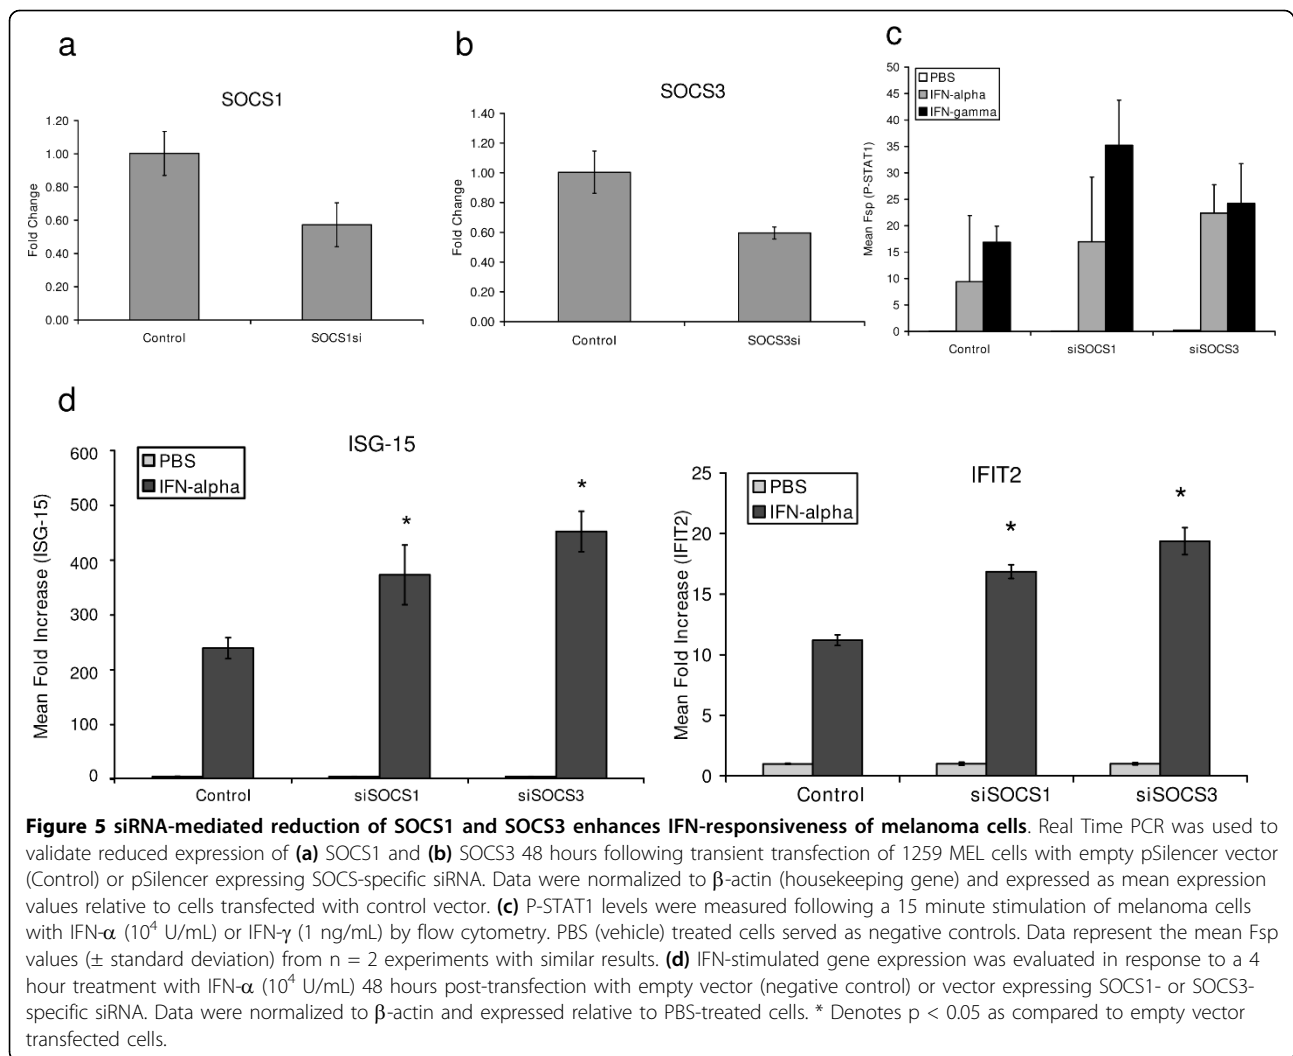 a
SOCS1
Fold Change
1.20
1.00
0.80
0.60
0.40
0.20
0.00
Control SOCS1si
b
SOCS3
Fold Change
1.40
1.20
1.00
0.80
0.60
0.40
0.20
0.00
Control SOCS3si
c
Mean Fsp (P-STAT1)
50
45
40
35
30
25
20
15
10
5
0
PBS
IFN-alpha
IFN-gamma
Control siSOCS1 siSOCS3
d
ISG-15
Mean Fold Increase (ISG-15)
600
500
400
300
200
100
0
PBS
IFN-alpha
*
*
Control siSOCS1 siSOCS3
IFIT2
Mean Fold Increase (IFIT2)
25
20
15
10
5
0
PBS
IFN-alpha
*
*
Control siSOCS1 siSOCS3
Figure 5 siRNA-mediated reduction of SOCS1 and SOCS3 enhances IFN-responsiveness of melanoma cells. Real Time PCR was used to
validate reduced expression of (a) SOCS1 and (b) SOCS3 48 hours following transient transfection of 1259 MEL cells with empty pSilencer vector
(Control) or pSilencer expressing SOCS-specific siRNA. Data were normalized to β-actin (housekeeping gene) and expressed as mean expression
values relative to cells transfected with control vector. (c) P-STAT1 levels were measured following a 15 minute stimulation of melanoma cells
with IFN-α (10⁴ U/mL) or IFN-γ (1 ng/mL) by flow cytometry. PBS (vehicle) treated cells served as negative controls. Data represent the mean Fsp
values (± standard deviation) from n = 2 experiments with similar results. (d) IFN-stimulated gene expression was evaluated in response to a 4
hour treatment with IFN-α (10⁴ U/mL) 48 hours post-transfection with empty vector (negative control) or vector expressing SOCS1- or SOCS3-
specific siRNA. Data were normalized to β-actin and expressed relative to PBS-treated cells. * Denotes p < 0.05 as compared to empty vector
transfected cells.